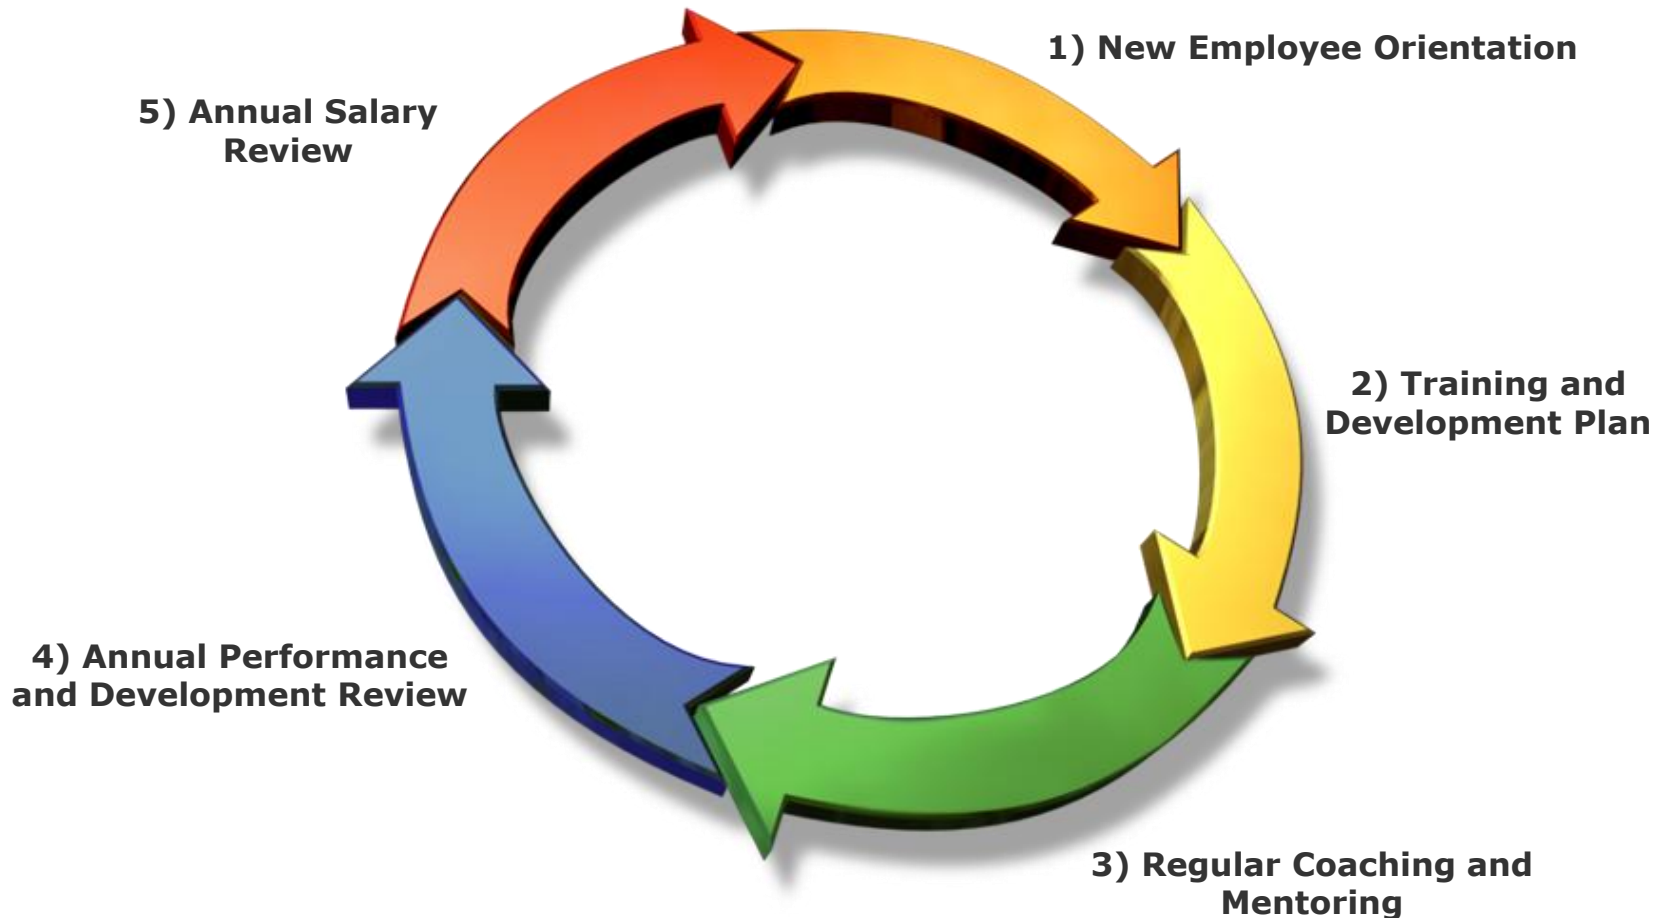 1) New Employee Orientation
2) Training and
Development Plan
3) Regular Coaching and
Mentoring
4) Annual Performance
and Development Review
5) Annual Salary
Review